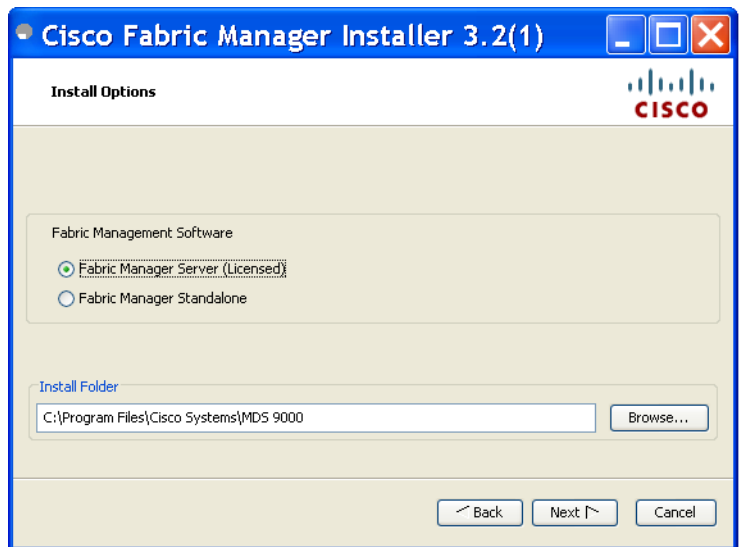 Cisco Fabric Manager Installer 3.2(1)
Install Options
CISCO
Fabric Management Software
Fabric Manager Server (Licensed)
Fabric Manager Standalone
Install Folder
C:\Program Files\Cisco Systems\MDS 9000
Browse...
Back
Next
Cancel